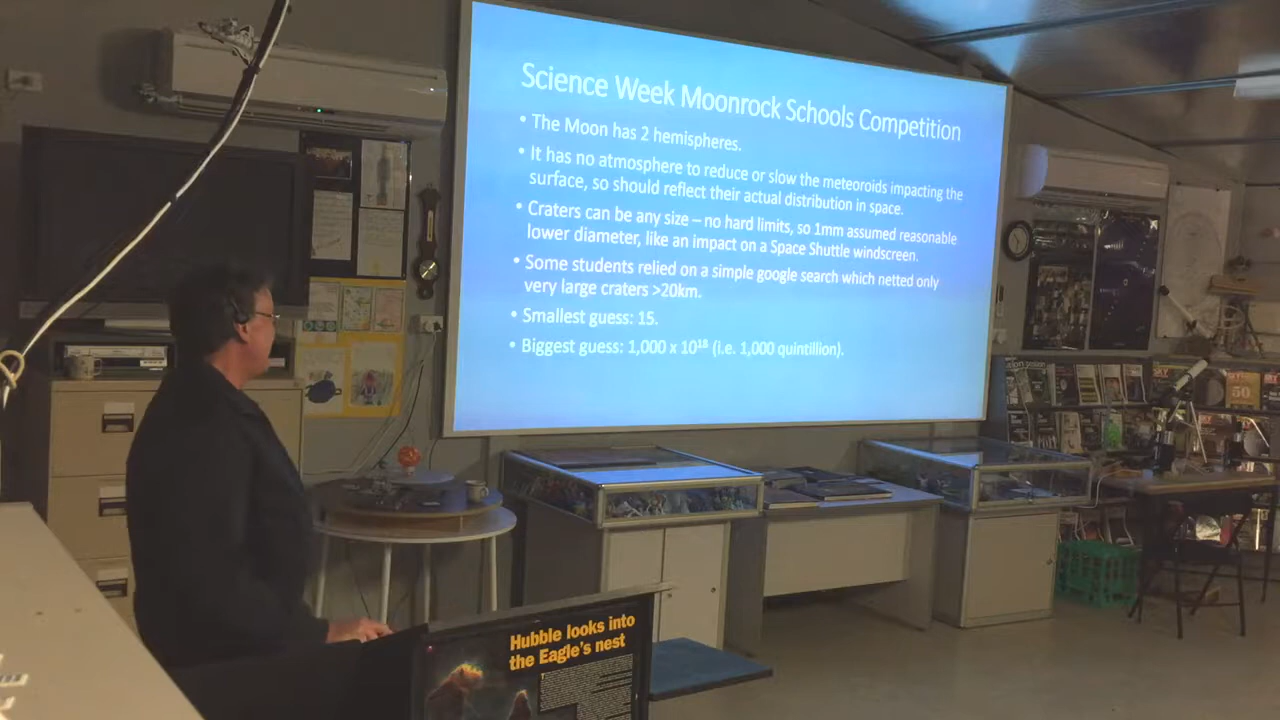 Science Week Moonrock Schools Competition
• The Moon has 2 hemispheres.
• It has no atmosphere to reduce or slow the meteoroids impacting the
surface, so should reflect their actual distribution in space.
• Craters can be any size – no hard limits, so 1mm assumed reasonable
lower diameter, like an impact on a Space Shuttle windscreen.
• Some students relied on a simple google search which netted only
very large craters >20km.
• Smallest guess: 15.
• Biggest guess: 1,000 x 10¹⁸ (i.e. 1,000 quintillion).
Hubble looks into
the Eagle's nest
50